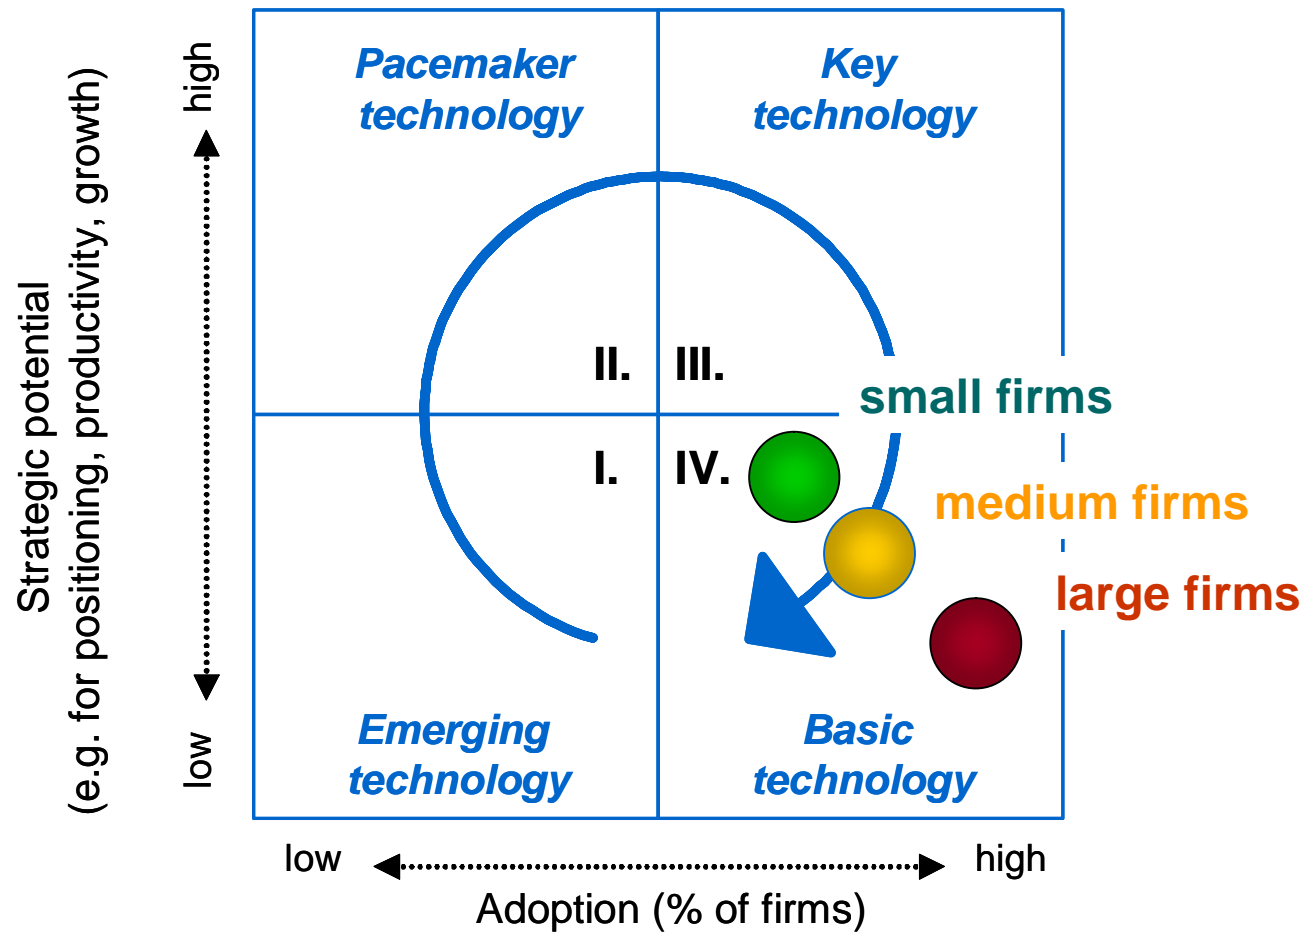 Strategic potential
(e.g. for positioning, productivity, growth)
high
low
Pacemaker
technology
Key
technology
II.
III.
small firms
I.
IV.
medium firms
large firms
Emerging
technology
Basic
technology
low
high
Adoption (% of firms)